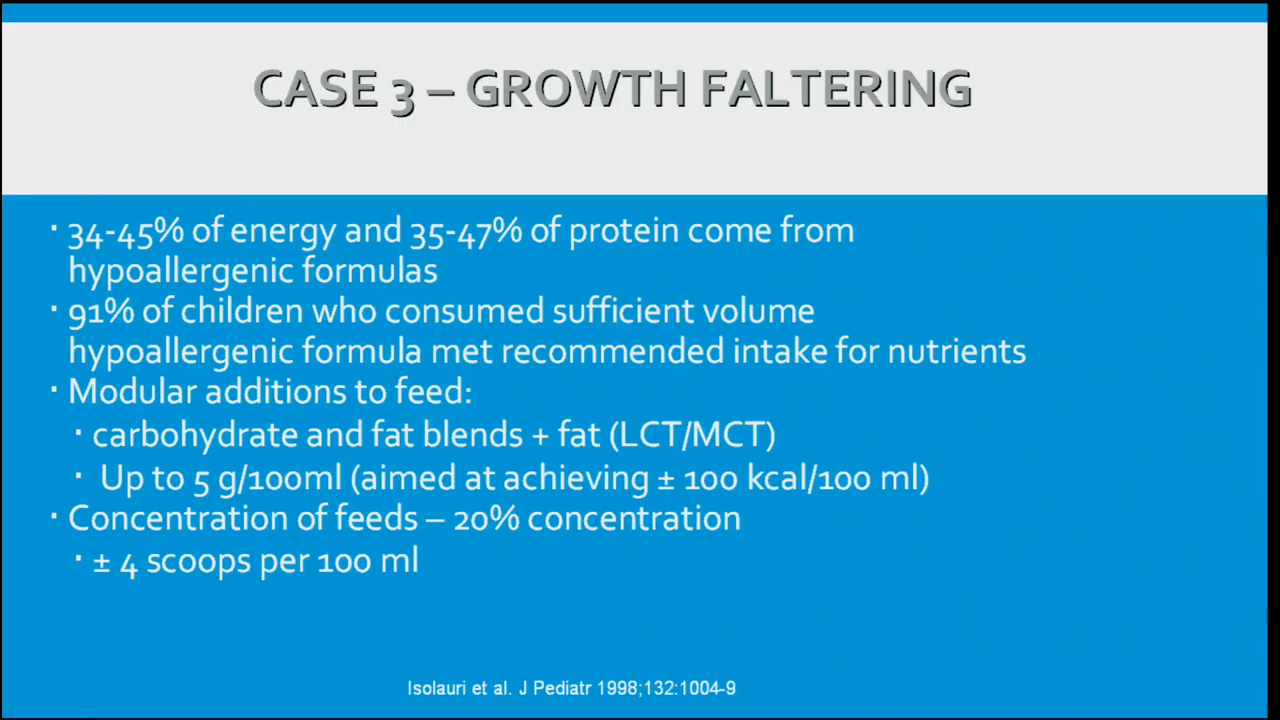 CASE 3 – GROWTH FALTERING
▪ 34-45% of energy and 35-47% of protein come from
hypoallergenic formulas
▪ 91% of children who consumed sufficient volume
hypoallergenic formula met recommended intake for nutrients
▪ Modular additions to feed:
▪ carbohydrate and fat blends + fat (LCT/MCT)
▪ Up to 5 g/100ml (aimed at achieving ± 100 kcal/100 ml)
▪ Concentration of feeds – 20% concentration
▪ ± 4 scoops per 100 ml
Isolauri et al. J Pediatr 1998;132:1004-9